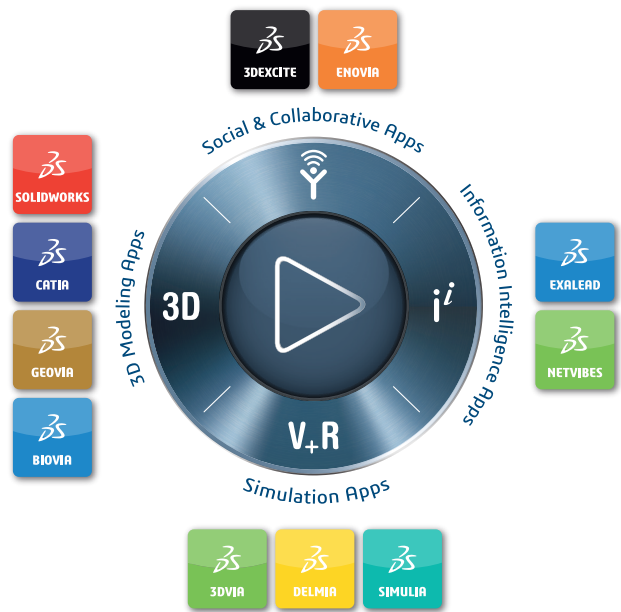 3DEXCITE
ENOVIA
Social & Collaborative Apps
SOLIDWORKS
CATIA
GEOVIA
BIOVIA
3D Modeling Apps
3D
iⁱ
Information Intelligence Apps
EXALEAD
NETVIBES
V+R
Simulation Apps
3DVIA
DELMIA
SIMULIA